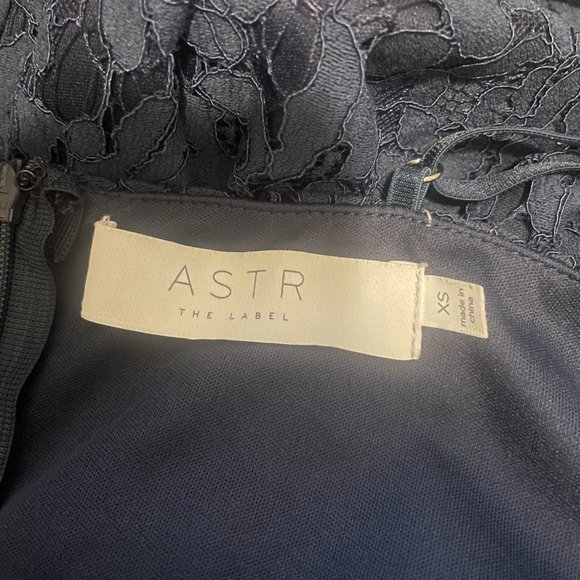 ASTR
THE LABEL
XS
made in
china